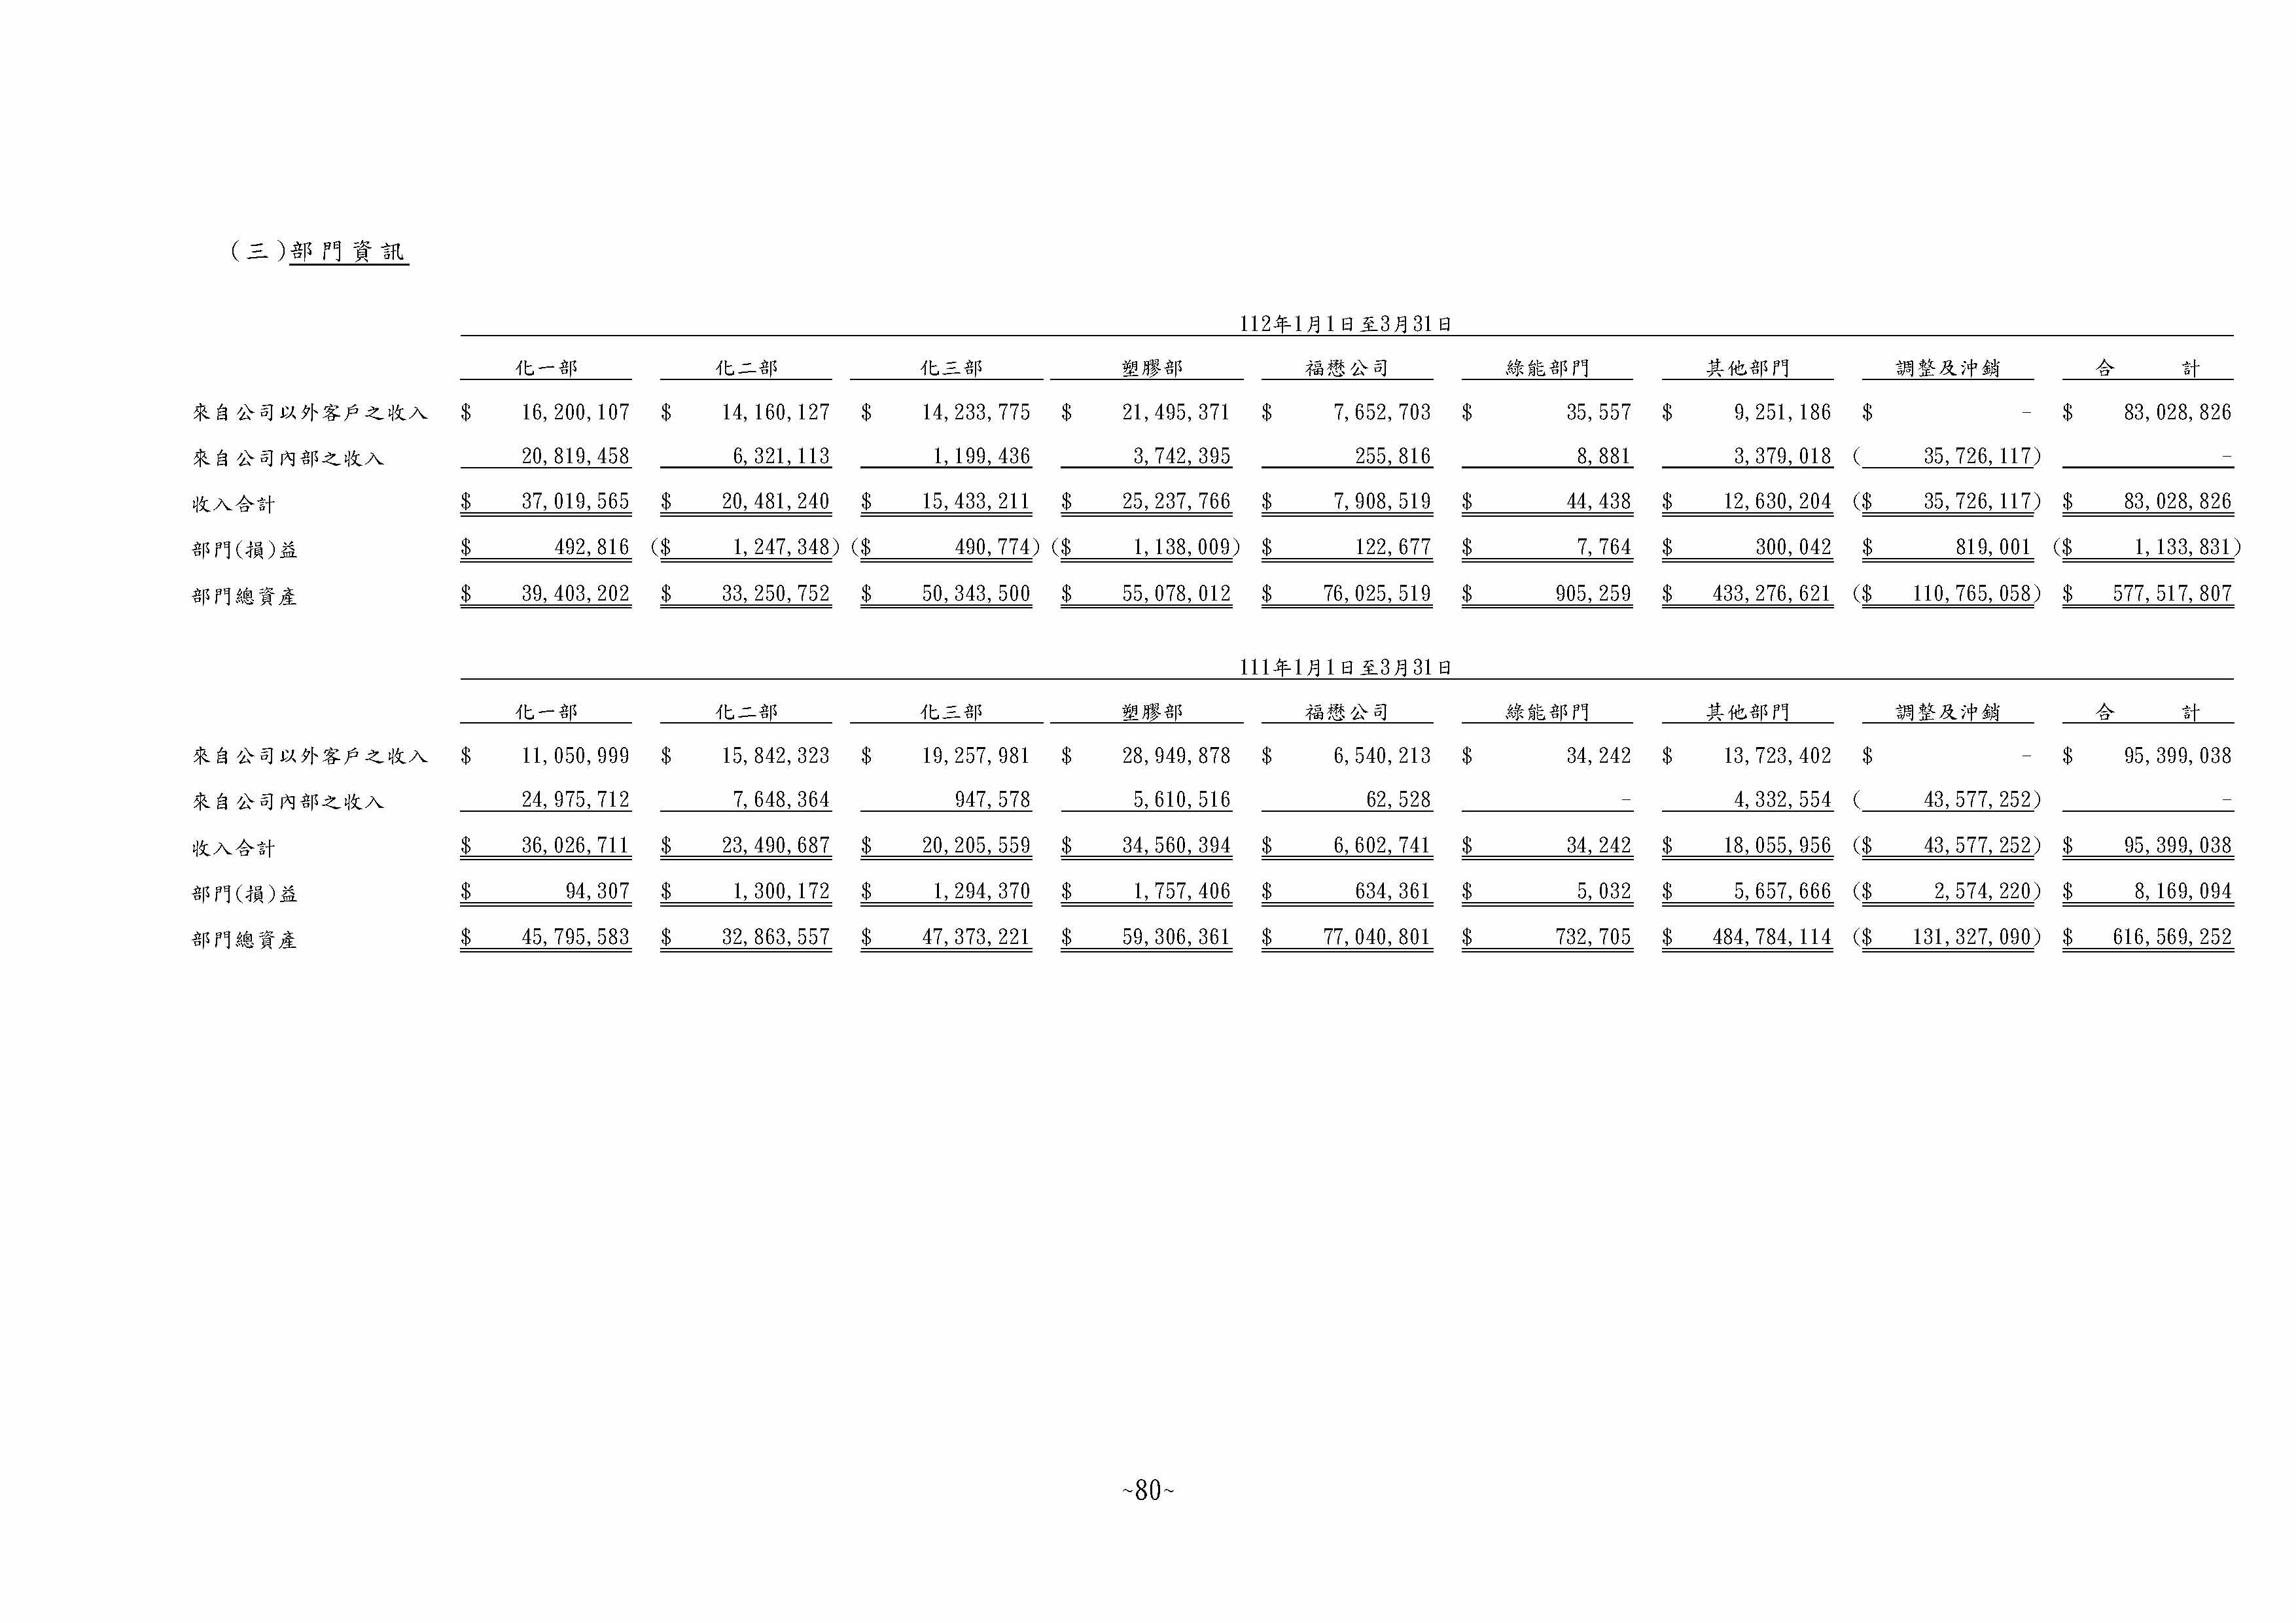 (三)部門資訊
112年1月1日至3月31日
化一部 化二部 化三部 塑膠部 福懋公司 綠能部門 其他部門 調整及沖銷 合 計
來自公司以外客戶之收入 $ 16,200,107 $ 14,160,127 $ 14,233,775 $ 21,495,371 $ 7,652,703 $ 35,557 $ 9,251,186 $ - $ 83,028,826
來自公司內部之收入 20,819,458 6,321,113 1,199,436 3,742,395 255,816 8,881 3,379,018 ( 35,726,117) -
收入合計 $ 37,019,565 $ 20,481,240 $ 15,433,211 $ 25,237,766 $ 7,908,519 $ 44,438 $ 12,630,204 ($ 35,726,117) $ 83,028,826
部門(損)益 $ 492,816 ($ 1,247,348) ($ 490,774) ($ 1,138,009) $ 122,677 $ 7,764 $ 300,042 $ 819,001 ($ 1,133,831)
部門總資產 $ 39,403,202 $ 33,250,752 $ 50,343,500 $ 55,078,012 $ 76,025,519 $ 905,259 $ 433,276,621 ($ 110,765,058) $ 577,517,807
111年1月1日至3月31日
化一部 化二部 化三部 塑膠部 福懋公司 綠能部門 其他部門 調整及沖銷 合 計
來自公司以外客戶之收入 $ 11,050,999 $ 15,842,323 $ 19,257,981 $ 28,949,878 $ 6,540,213 $ 34,242 $ 13,723,402 $ - $ 95,399,038
來自公司內部之收入 24,975,712 7,648,364 947,578 5,610,516 62,528 - 4,332,554 ( 43,577,252) -
收入合計 $ 36,026,711 $ 23,490,687 $ 20,205,559 $ 34,560,394 $ 6,602,741 $ 34,242 $ 18,055,956 ($ 43,577,252) $ 95,399,038
部門(損)益 $ 94,307 $ 1,300,172 $ 1,294,370 $ 1,757,406 $ 634,361 $ 5,032 $ 5,657,666 ($ 2,574,220) $ 8,169,094
部門總資產 $ 45,795,583 $ 32,863,557 $ 47,373,221 $ 59,306,361 $ 77,040,801 $ 732,705 $ 484,784,114 ($ 131,327,090) $ 616,569,252
~80~